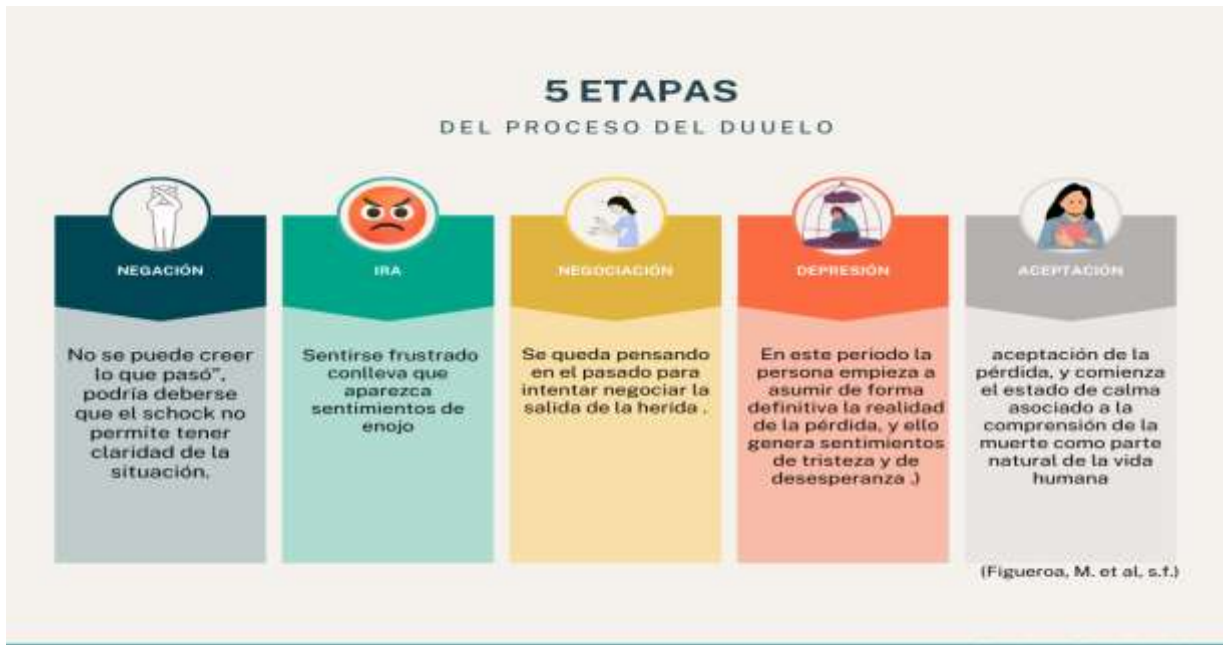 5 ETAPAS
DEL PROCESO DEL DUUELO
NEGACIÓN
No se puede creer
lo que pasó”,
podría deberse
que el schock no
permite tener
claridad de la
situación.
IRA
Sentirse frustrado
conlleva que
aparezca
sentimientos de
enojo
NEGOCIACIÓN
Se queda pensando
en el pasado para
intentar negociar la
salida de la herida .
DEPRESIÓN
En este periodo la
persona empieza a
asumir de forma
definitiva la realidad
de la pérdida, y ello
genera sentimientos
de tristeza y de
desesperanza .)
ACEPTACIÓN
aceptación de la
pérdida, y comienza
el estado de calma
asociado a la
comprensión de la
muerte como parte
natural de la vida
humana
(Figueroa, M. et al, s.f.)